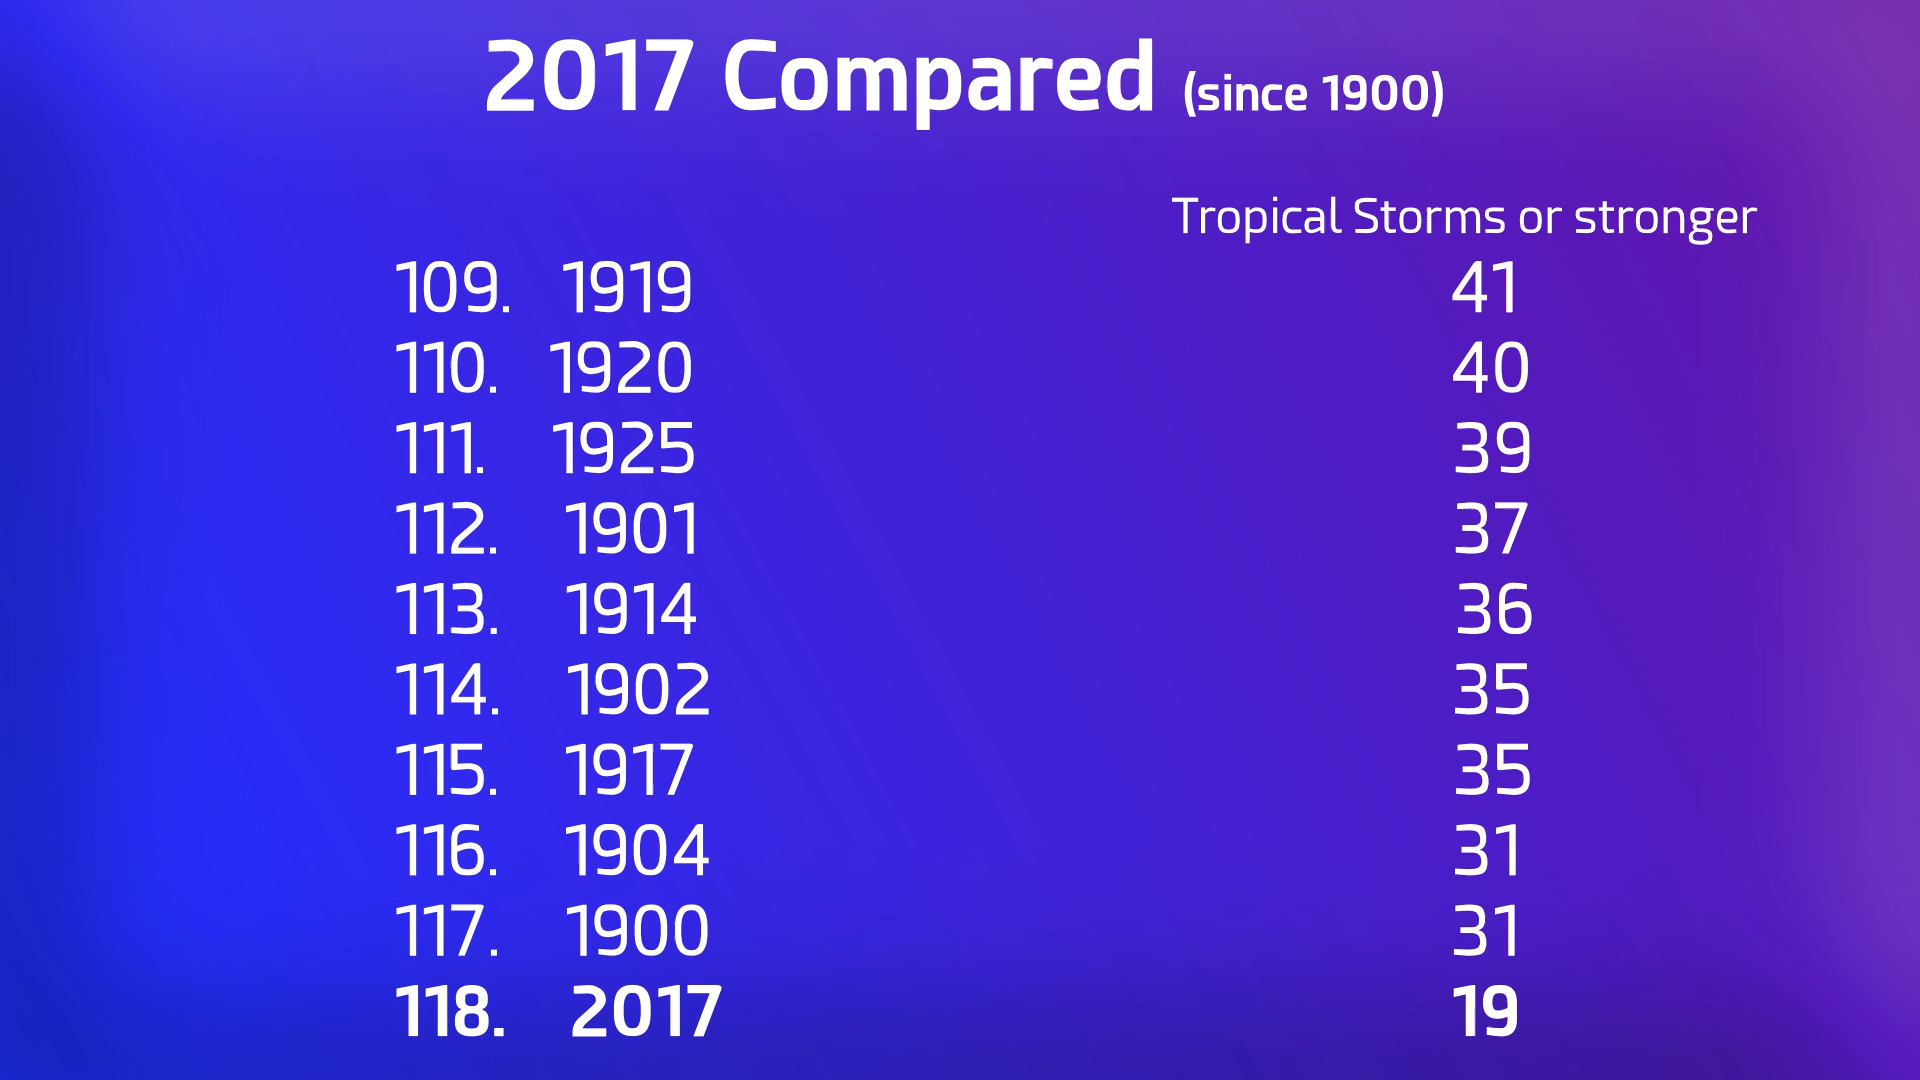 2017 Compared (since 1900)
Tropical Storms or stronger
109. 1919 41
110. 1920 40
111. 1925 39
112. 1901 37
113. 1914 36
114. 1902 35
115. 1917 35
116. 1904 31
117. 1900 31
118. 2017 19